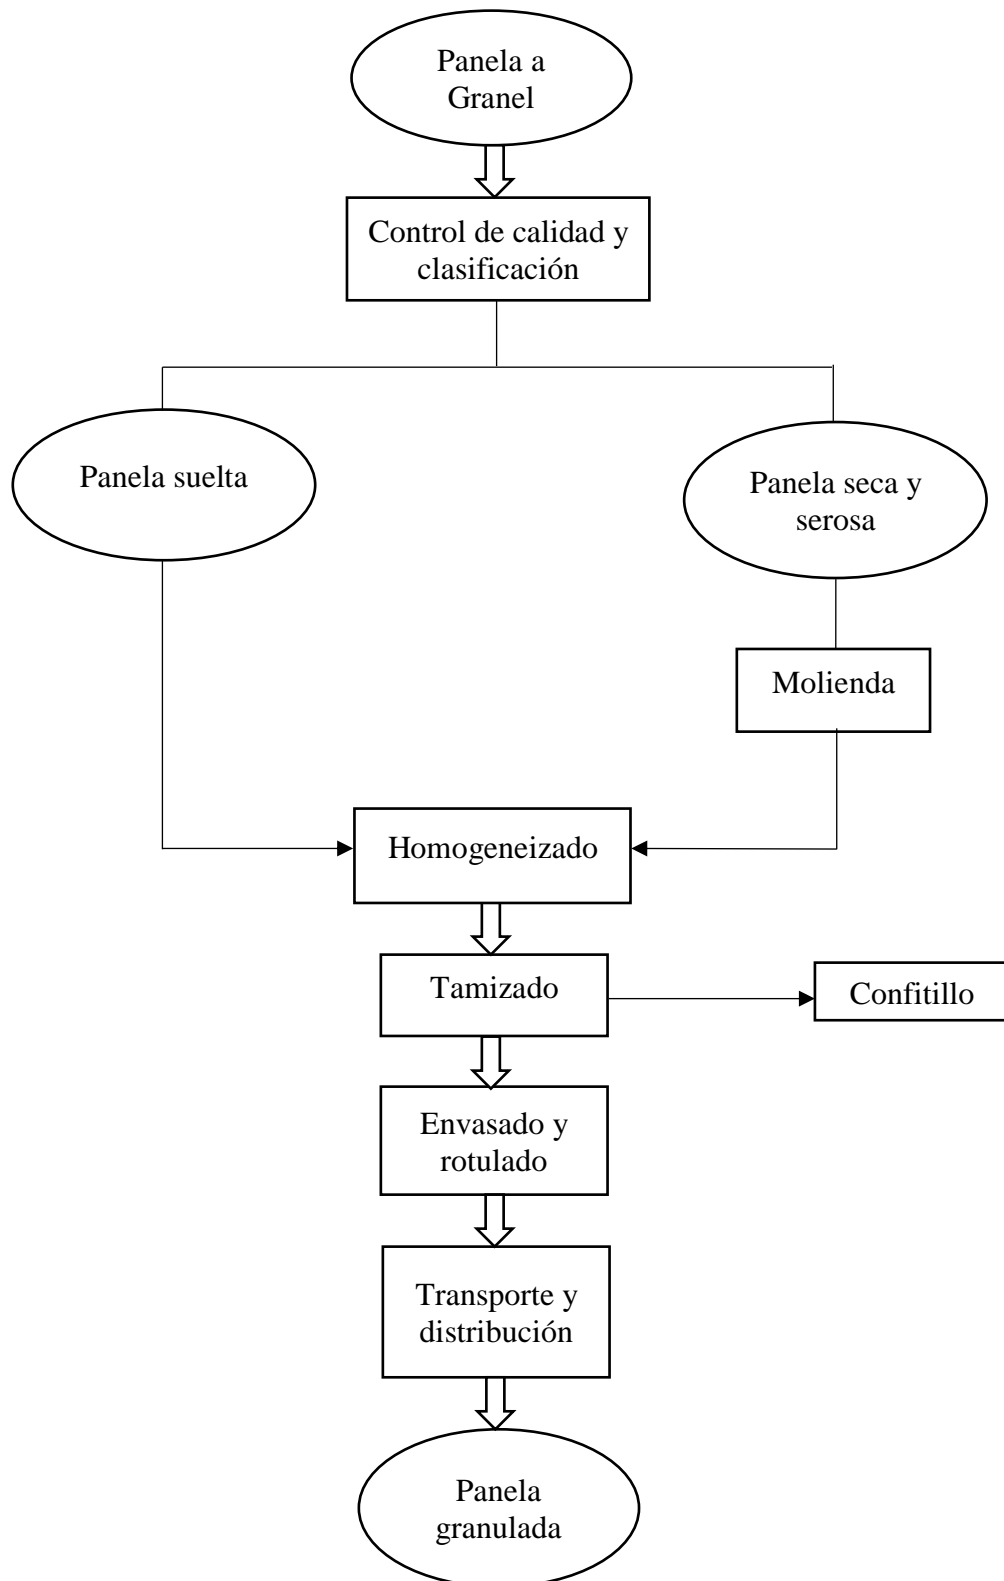 Panela a
Granel
Control de calidad y
clasificación
Panela suelta
Panela seca y
serosa
Molienda
Homogeneizado
Tamizado
Confitillo
Envasado y
rotulado
Transporte y
distribución
Panela
granulada